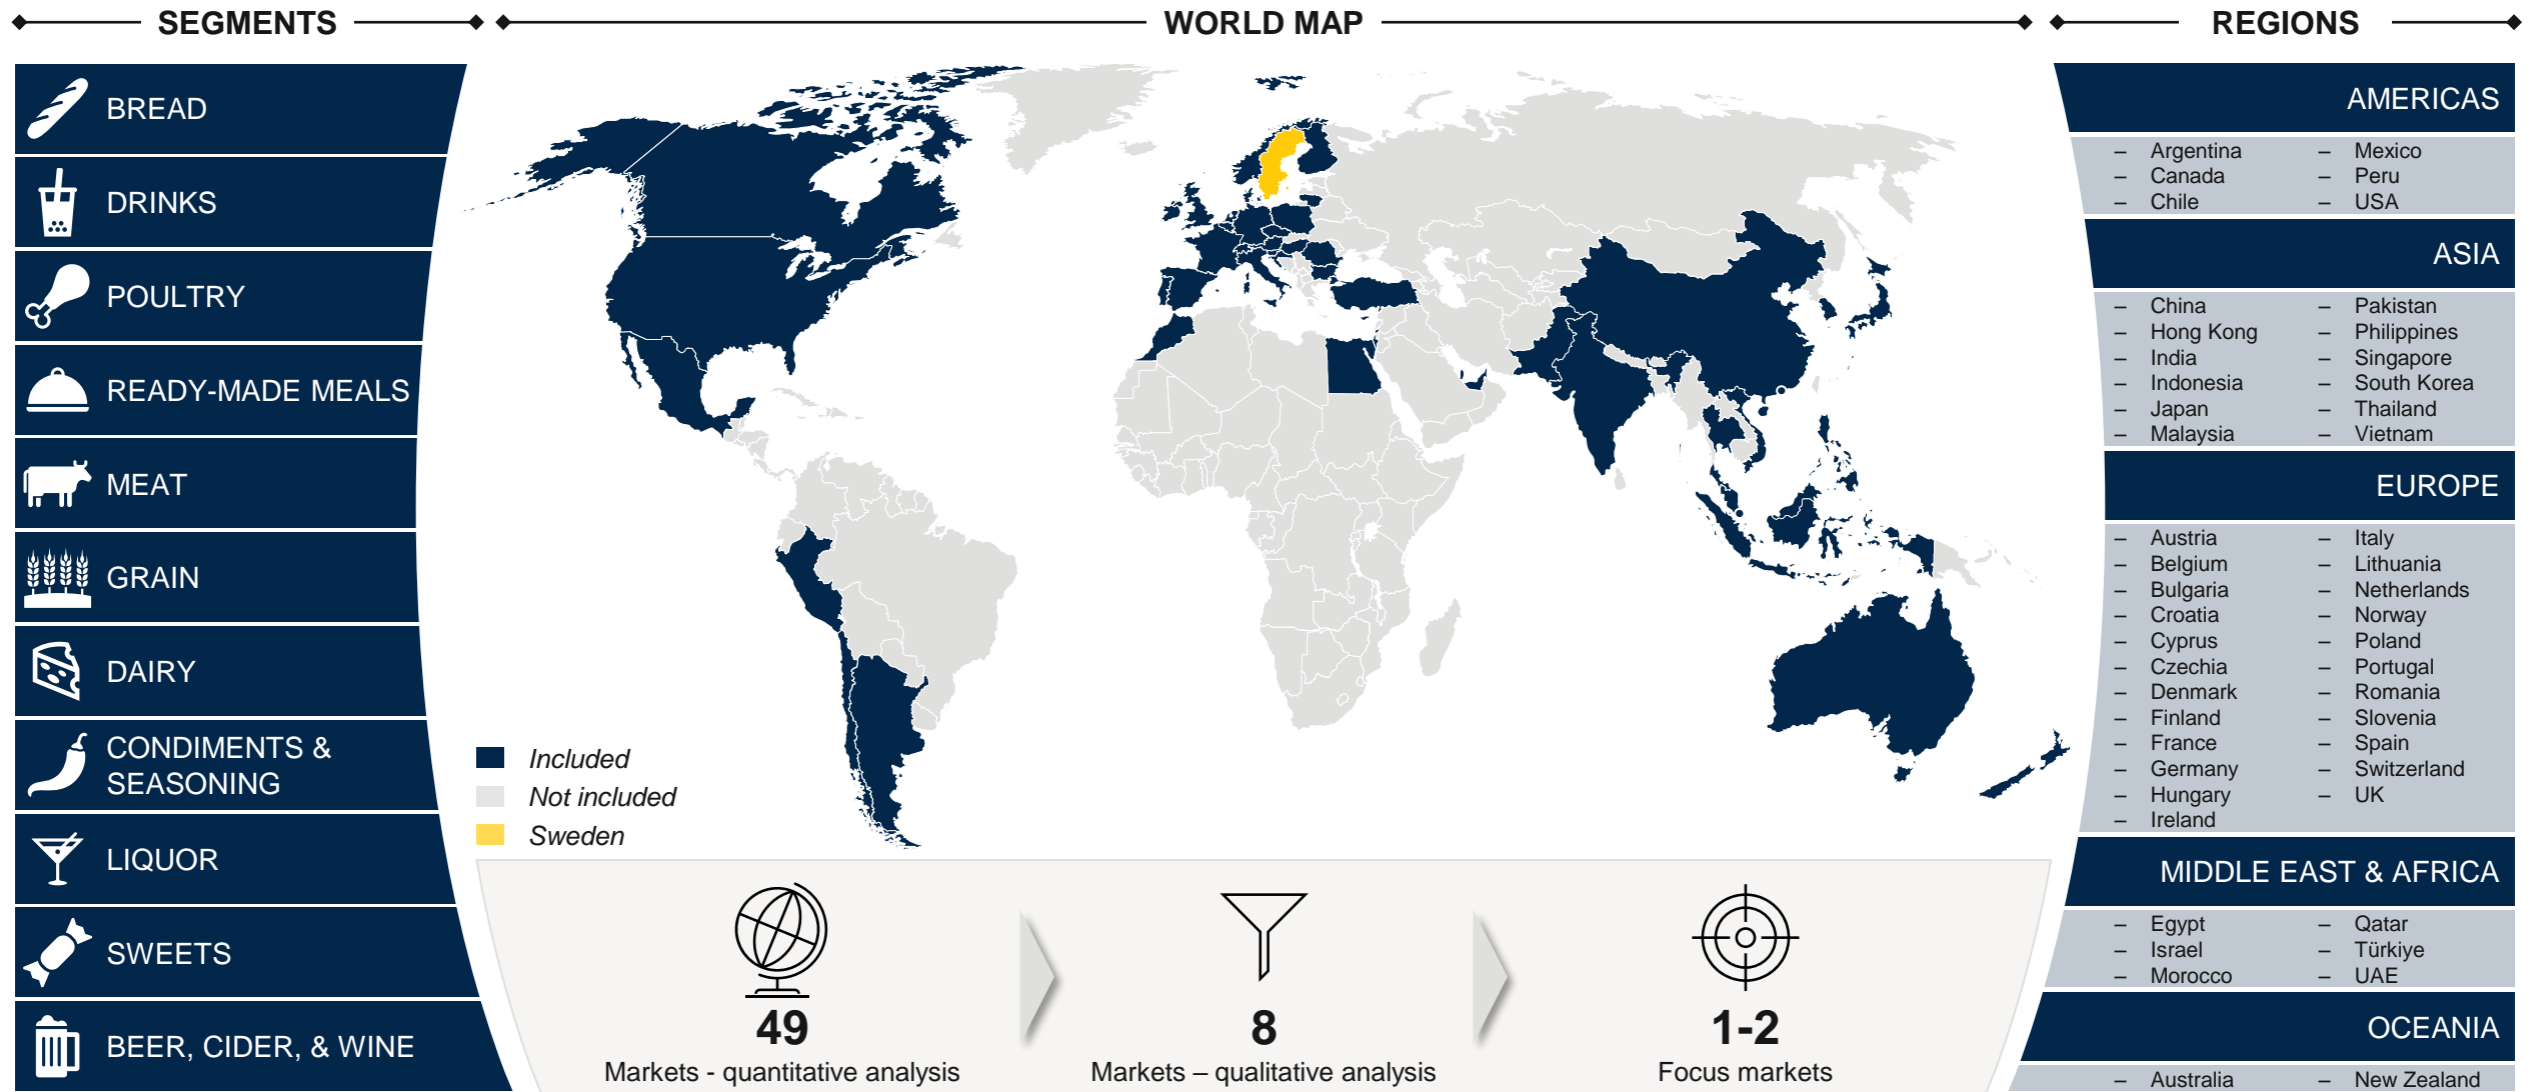 SEGMENTS
BREAD
DRINKS
POULTRY
READY-MADE MEALS
MEAT
GRAIN
DAIRY
CONDIMENTS &
SEASONING
LIQUOR
SWEETS
BEER, CIDER, & WINE
WORLD MAP
Included
Not included
Sweden
49
Markets - quantitative analysis
8
Markets – qualitative analysis
1-2
Focus markets
REGIONS
AMERICAS
– Argentina
– Canada
– Chile
– Mexico
– Peru
– USA
ASIA
– China
– Hong Kong
– India
– Indonesia
– Japan
– Malaysia
– Pakistan
– Philippines
– Singapore
– South Korea
– Thailand
– Vietnam
EUROPE
– Austria
– Belgium
– Bulgaria
– Croatia
– Cyprus
– Czechia
– Denmark
– Finland
– France
– Germany
– Hungary
– Ireland
– Italy
– Lithuania
– Netherlands
– Norway
– Poland
– Portugal
– Romania
– Slovenia
– Spain
– Switzerland
– UK
MIDDLE EAST & AFRICA
– Egypt
– Israel
– Morocco
– Qatar
– Türkiye
– UAE
OCEANIA
– Australia
– New Zealand